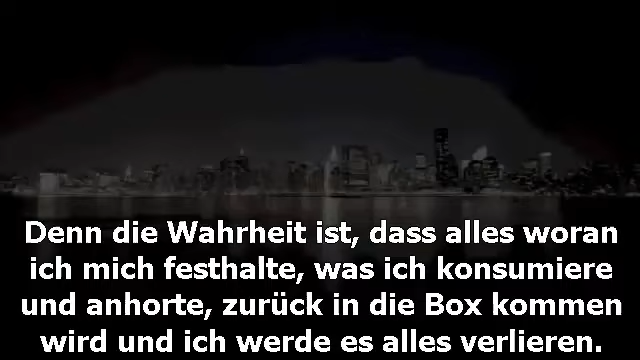 Denn die Wahrheit ist, dass alles woran
ich mich festhalte, was ich konsumiere
und anhorte, zurück in die Box kommen
wird und ich werde es alles verlieren.